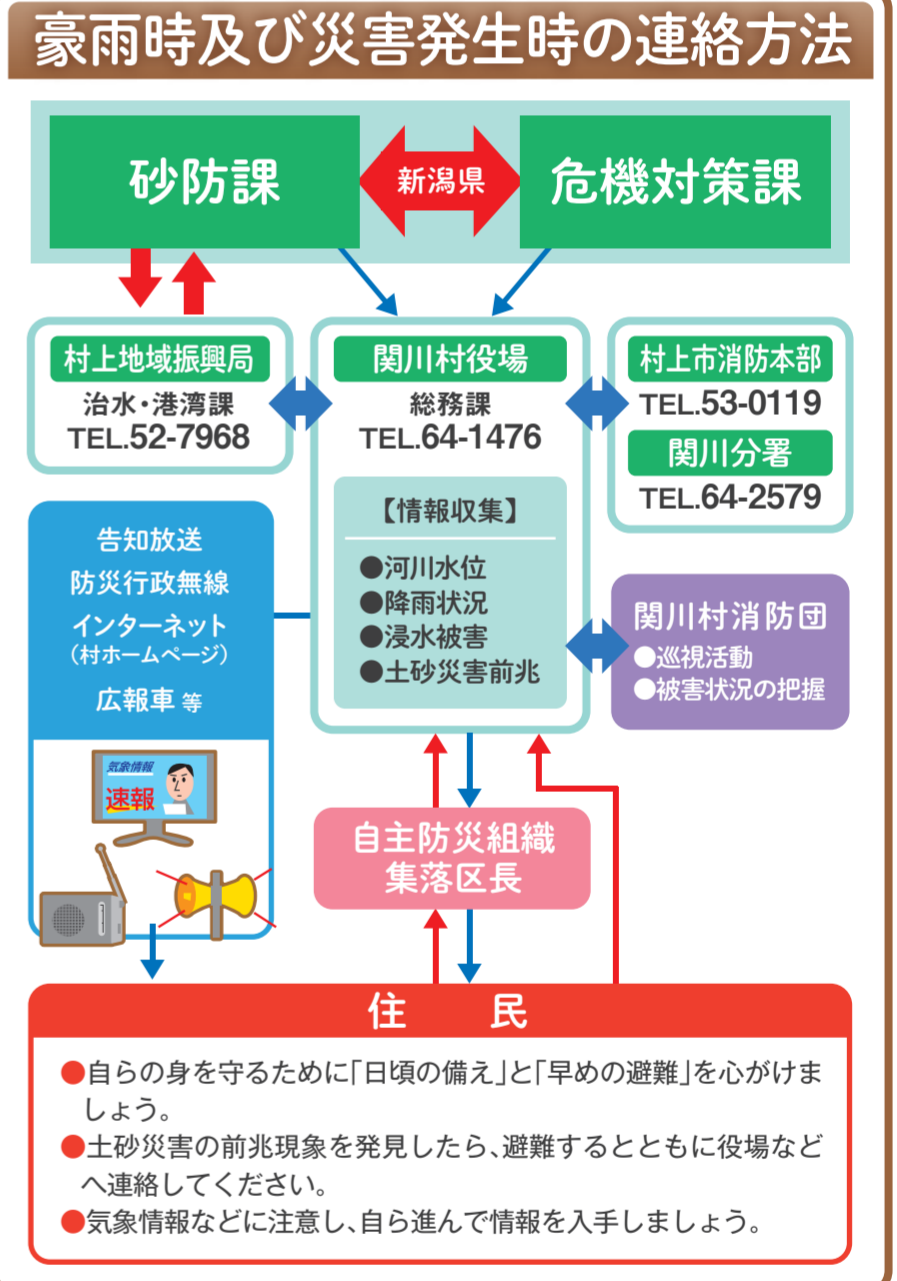 豪雨時及び災害発生時の連絡方法
砂防課
新潟県
危機対策課
村上地域振興局
治水・港湾課
TEL.52-7968
関川村役場
総務課
TEL.64-1476
村上市消防本部
TEL.53-0119
関川分署
TEL.64-2579
【情報収集】
●河川水位
●降雨状況
●浸水被害
●土砂災害前兆
告知放送
防災行政無線
インターネット
（村ホームページ）
広報車 等
関川村消防団
●巡視活動
●被害状況の把握
気象情報
速報
自主防災組織
集落区長
住　民
●自らの身を守るために「日頃の備え」と「早めの避難」を心がけま
しょう。
●土砂災害の前兆現象を発見したら、避難するとともに役場など
へ連絡してください。
●気象情報などに注意し、自ら進んで情報を入手しましょう。